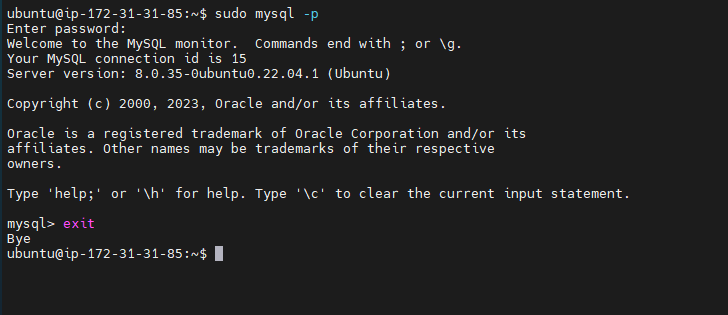 ubuntu@ip-172-31-31-85:~$ sudo mysql -p
Enter password:
Welcome to the MySQL monitor.  Commands end with ; or \g.
Your MySQL connection id is 15
Server version: 8.0.35-0ubuntu0.22.04.1 (Ubuntu)

Copyright (c) 2000, 2023, Oracle and/or its affiliates.

Oracle is a registered trademark of Oracle Corporation and/or its
affiliates. Other names may be trademarks of their respective
owners.

Type 'help;' or '\h' for help. Type '\c' to clear the current input statement.

mysql> exit
Bye
ubuntu@ip-172-31-31-85:~$